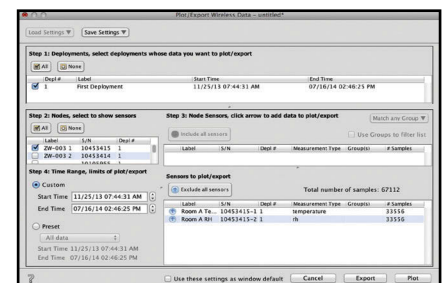 Plot/Export Wireless Data – untitled*
Load Settings ▼ Save Settings ▼
Step 1: Deployments, select deployments whose data you want to plot/export
All None
Depl # Label Start Time End Time
1 First Deployment 11/25/13 07:44:31 AM 07/16/14 02:46:25 PM
Step 2: Nodes, select to show sensors
All None
Label S/N Depl #
ZW-003 1 10453415 1
ZW-003 2 10453414 1
Step 3: Node Sensors, click arrow to add data to plot/export
Match any Group ▼
Include all sensors
Use Groups to filter list
Label S/N Depl # Measurement Type Group(s) # Samples
Step 4: Time Range, limits of plot/export
Custom
Start Time 11/25/13 07:44:31 AM
End Time 07/16/14 02:46:25 PM
Preset
All data
Start Time 11/25/13 07:44:31 AM
End Time 07/16/14 02:46:25 PM
Sensors to plot/export
Exclude all sensors Total number of samples: 67112
Label S/N Depl # Measurement Type Group(s) # Samples
Room A Te... 10453415-1 1 temperature 33556
Room A RH 10453415-2 1 rh 33556
?
Use these settings as window default Cancel Export Plot